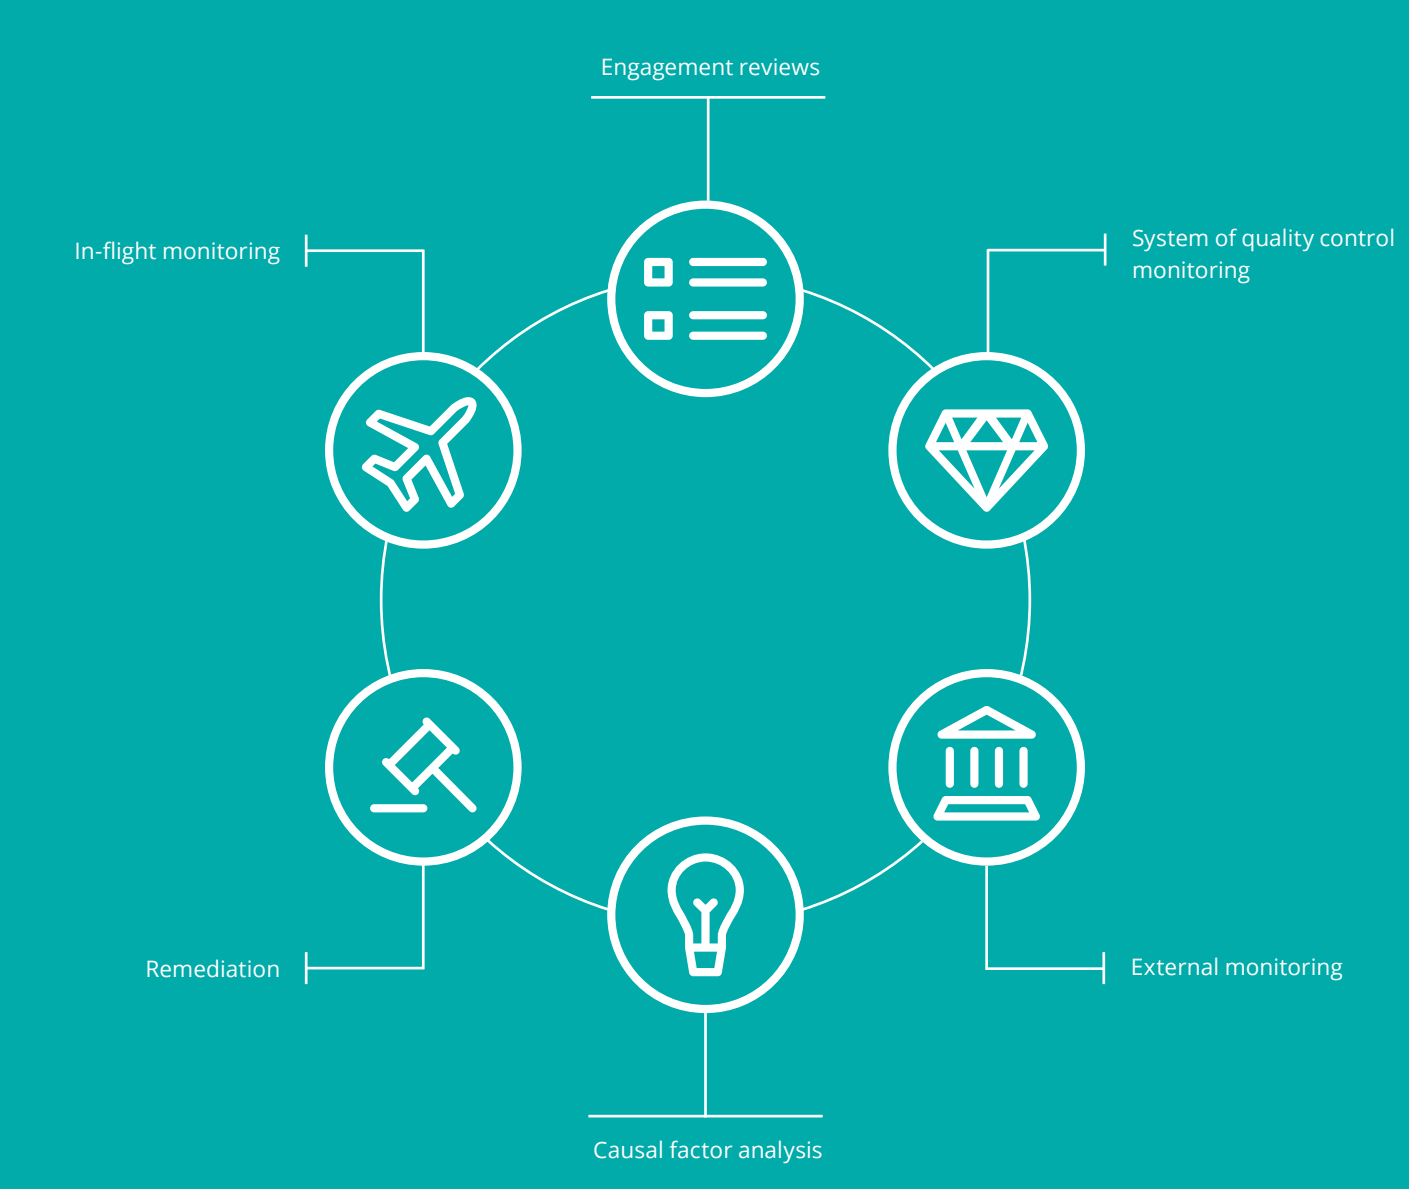 Engagement reviews
In-flight monitoring
System of quality control
monitoring
Remediation
External monitoring
Causal factor analysis